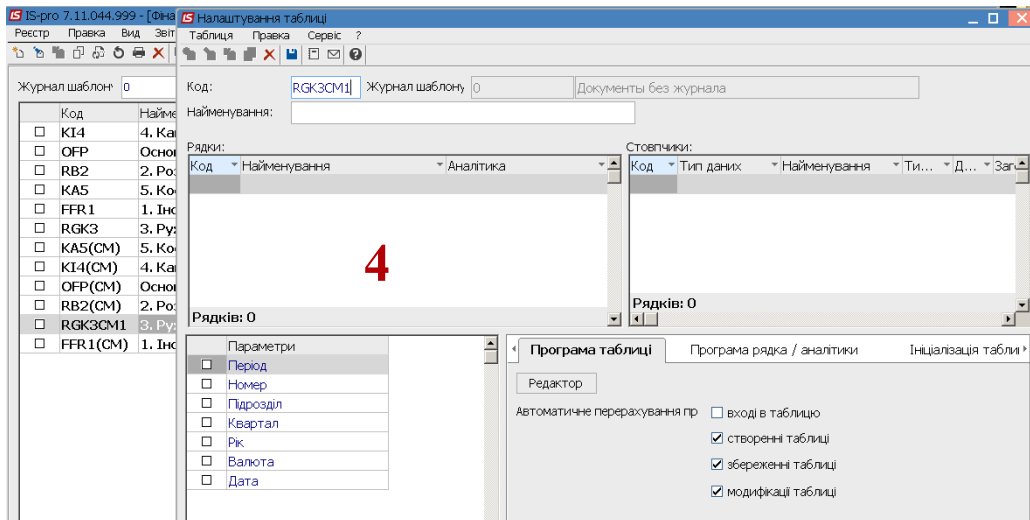 IS-pro 7.11.044.999 - [Фіна
Реєстр Правка Вид Звіт
Журнал шаблону 0
Код Найме
KI4 4. Ка
OFP Осно
RB2 2. Ро
KA5 5. Ко
FFR1 1. Інс
RGK3 3. Ру
KA5(CM) 5. Ко
KI4(CM) 4. Ка
OFP(CM) Осно
RB2(CM) 2. Ро
RGK3CM1 3. Ру
FFR1(CM) 1. Інс
Налаштування таблиці
Таблиця Правка Сервіс ?
Код: RGK3CM1 Журнал шаблону 0 Документы без журнала
Найменування:
Рядки:
Код Найменування Аналітика
4
Рядків: 0
Стовпчики:
Код Тип даних Найменування Ти... Д... Заго
Рядків: 0
Параметри
Період
Номер
Підрозділ
Квартал
Рік
Валюта
Дата
Програма таблиці Програма рядка / аналітики Ініціалізація таблиц
Редактор
Автоматичне перерахування пр
вході в таблицю
створенні таблиці
збереженні таблиці
модифікації таблиці